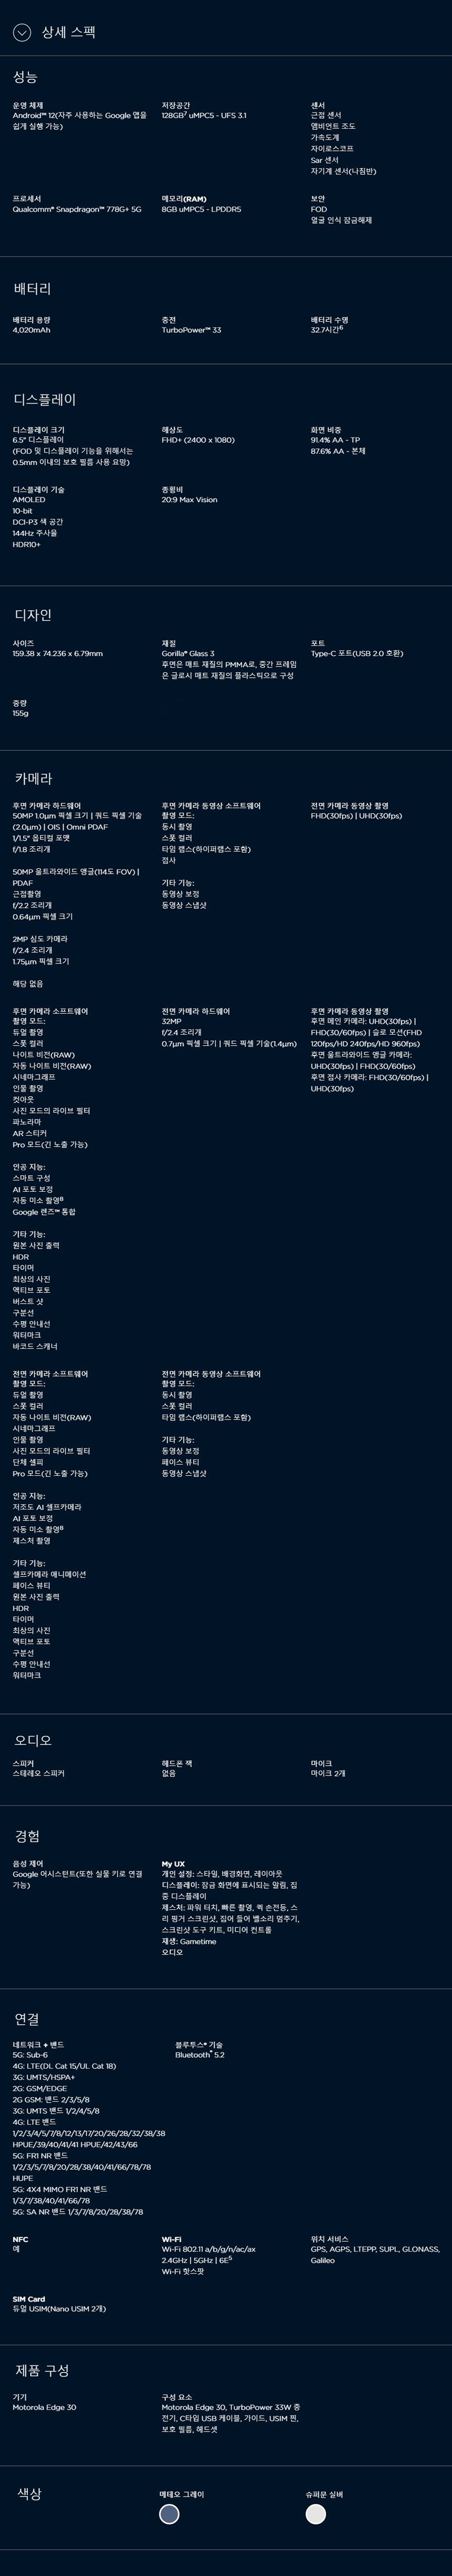 상세 스펙
성능
운영 체제
Android™ 12(자주 사용하는 Google 앱을
쉽게 실행 가능)
저장공간
128GB7 uMPC5 - UFS 3.1
센서
근접 센서
앰비언트 조도
가속도계
자이로스코프
Sar 센서
자기계 센서(나침반)
프로세서
Qualcomm® Snapdragon™ 778G+ 5G
메모리(RAM)
8GB uMPC5 - LPDDR5
보안
FOD
얼굴 인식 잠금해제
배터리
배터리 용량
4,020mAh
충전
TurboPower™ 33
배터리 수명
32.7시간6
디스플레이
디스플레이 크기
6.5" 디스플레이
(FOD 및 디스플레이 기능을 위해서는
0.5mm 이내의 보호 필름 사용 요망)
해상도
FHD+ (2400 x 1080)
화면 비중
91.4% AA - TP
87.6% AA - 본체
디스플레이 기술
AMOLED
10-bit
DCI-P3 색 공간
144Hz 주사율
HDR10+
종횡비
20:9 Max Vision
디자인
사이즈
159.38 x 74.236 x 6.79mm
재질
Gorilla® Glass 3
후면은 매트 재질의 PMMA로, 중간 프레임
은 글로시 매트 재질의 플라스틱으로 구성
포트
Type-C 포트(USB 2.0 호환)
중량
155g
카메라
후면 카메라 하드웨어
50MP 1.0μm 픽셀 크기 | 쿼드 픽셀 기술
(2.0μm) | OIS | Omni PDAF
1/1.5" 옵티컬 포맷
f/1.8 조리개
50MP 울트라와이드 앵글(114도 FOV) |
PDAF
근접촬영
f/2.2 조리개
0.64μm 픽셀 크기
2MP 심도 카메라
f/2.4 조리개
1.75μm 픽셀 크기
해당 없음
후면 카메라 동영상 소프트웨어
촬영 모드:
동시 촬영
스폿 컬러
타임 랩스(하이퍼랩스 포함)
접사
기타 기능:
동영상 보정
동영상 스냅샷
전면 카메라 동영상 촬영
FHD(30fps) | UHD(30fps)
후면 카메라 소프트웨어
촬영 모드:
듀얼 촬영
스폿 컬러
나이트 비전(RAW)
자동 나이트 비전(RAW)
시네마그래프
인물 촬영
컷아웃
사진 모드의 라이브 필터
파노라마
AR 스티커
Pro 모드(긴 노출 가능)
인공 지능:
스마트 구성
AI 포토 보정
자동 미소 촬영8
Google 렌즈™ 통합
기타 기능:
원본 사진 출력
HDR
타이머
최상의 사진
액티브 포토
버스트 샷
구분선
수평 안내선
워터마크
바코드 스캐너
전면 카메라 하드웨어
32MP
f/2.4 조리개
0.7μm 픽셀 크기 | 쿼드 픽셀 기술(1.4μm)
후면 카메라 동영상 촬영
후면 메인 카메라: UHD(30fps) |
FHD(30/60fps) | 슬로 모션(FHD
120fps/HD 240fps/HD 960fps)
후면 울트라와이드 앵글 카메라:
UHD(30fps) | FHD(30/60fps)
후면 접사 카메라: FHD(30/60fps) |
UHD(30fps)
전면 카메라 소프트웨어
촬영 모드:
듀얼 촬영
스폿 컬러
자동 나이트 비전(RAW)
시네마그래프
인물 촬영
사진 모드의 라이브 필터
단체 셀피
Pro 모드(긴 노출 가능)
인공 지능:
저조도 AI 셀프카메라
AI 포토 보정
자동 미소 촬영8
제스처 촬영
기타 기능:
셀프카메라 애니메이션
페이스 뷰티
원본 사진 출력
HDR
타이머
최상의 사진
액티브 포토
구분선
수평 안내선
워터마크
전면 카메라 동영상 소프트웨어
촬영 모드:
동시 촬영
스폿 컬러
타임 랩스(하이퍼랩스 포함)
기타 기능:
동영상 보정
페이스 뷰티
동영상 스냅샷
오디오
스피커
스테레오 스피커
헤드폰 잭
없음
마이크
마이크 2개
경험
음성 제어
Google 어시스턴트(또한 실물 키로 연결
가능)
My UX
개인 설정: 스타일, 배경화면, 레이아웃
디스플레이: 잠금 화면에 표시되는 알림, 집
중 디스플레이
제스처: 파워 터치, 빠른 촬영, 퀵 손전등, 스
리 핑거 스크린샷, 집어 들어 벨소리 멈추기,
스크린샷 도구 키트, 미디어 컨트롤
재생: Gametime
오디오
연결
네트워크 + 밴드
5G: Sub-6
4G: LTE(DL Cat 15/UL Cat 18)
3G: UMTS/HSPA+
2G: GSM/EDGE
2G GSM: 밴드 2/3/5/8
3G: UMTS 밴드 1/2/4/5/8
4G: LTE 밴드
1/2/3/4/5/7/8/12/13/17/20/26/28/32/38/38
HPUE/39/40/41/41 HPUE/42/43/66
5G: FR1 NR 밴드
1/2/3/5/7/8/20/28/38/40/41/66/78/78
HUPE
5G: 4X4 MIMO FR1 NR 밴드
1/3/7/38/40/41/66/78
5G: SA NR 밴드 1/3/7/8/20/28/38/78
블루투스® 기술
Bluetooth® 5.2
NFC
예
Wi-Fi
Wi-Fi 802.11 a/b/g/n/ac/ax
2.4GHz | 5GHz | 6E5
Wi-Fi 핫스팟
위치 서비스
GPS, AGPS, LTEPP, SUPL, GLONASS,
Galileo
SIM Card
듀얼 USIM(Nano USIM 2개)
제품 구성
기기
Motorola Edge 30
구성 요소
Motorola Edge 30, TurboPower 33W 충
전기, C타입 USB 케이블, 가이드, USIM 핀,
보호 필름, 헤드셋
색상
메테오 그레이
슈퍼문 실버